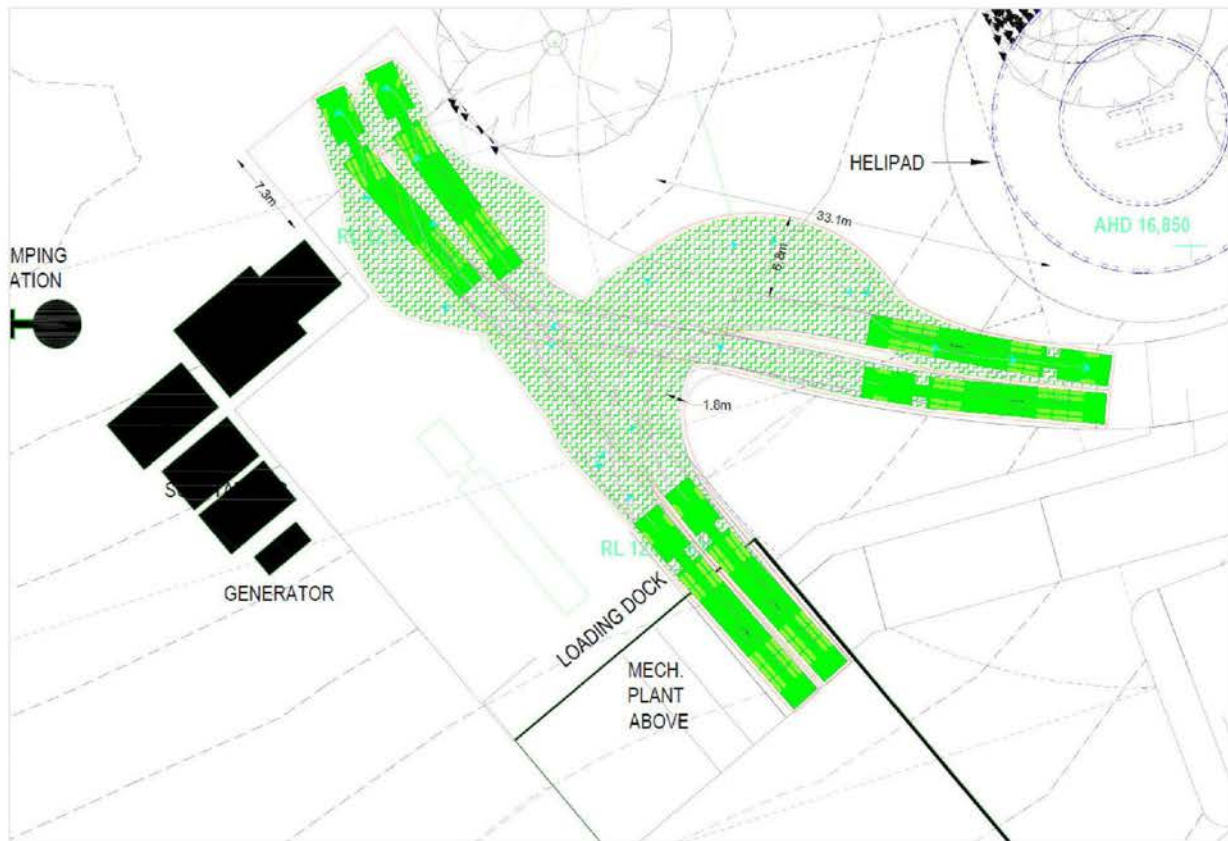 HELIPAD
33.1m
AHD 16,850
7.3m
6.8m
MPING
ATION
1.8m
GENERATOR
LOADING DOCK
MECH.
PLANT
ABOVE